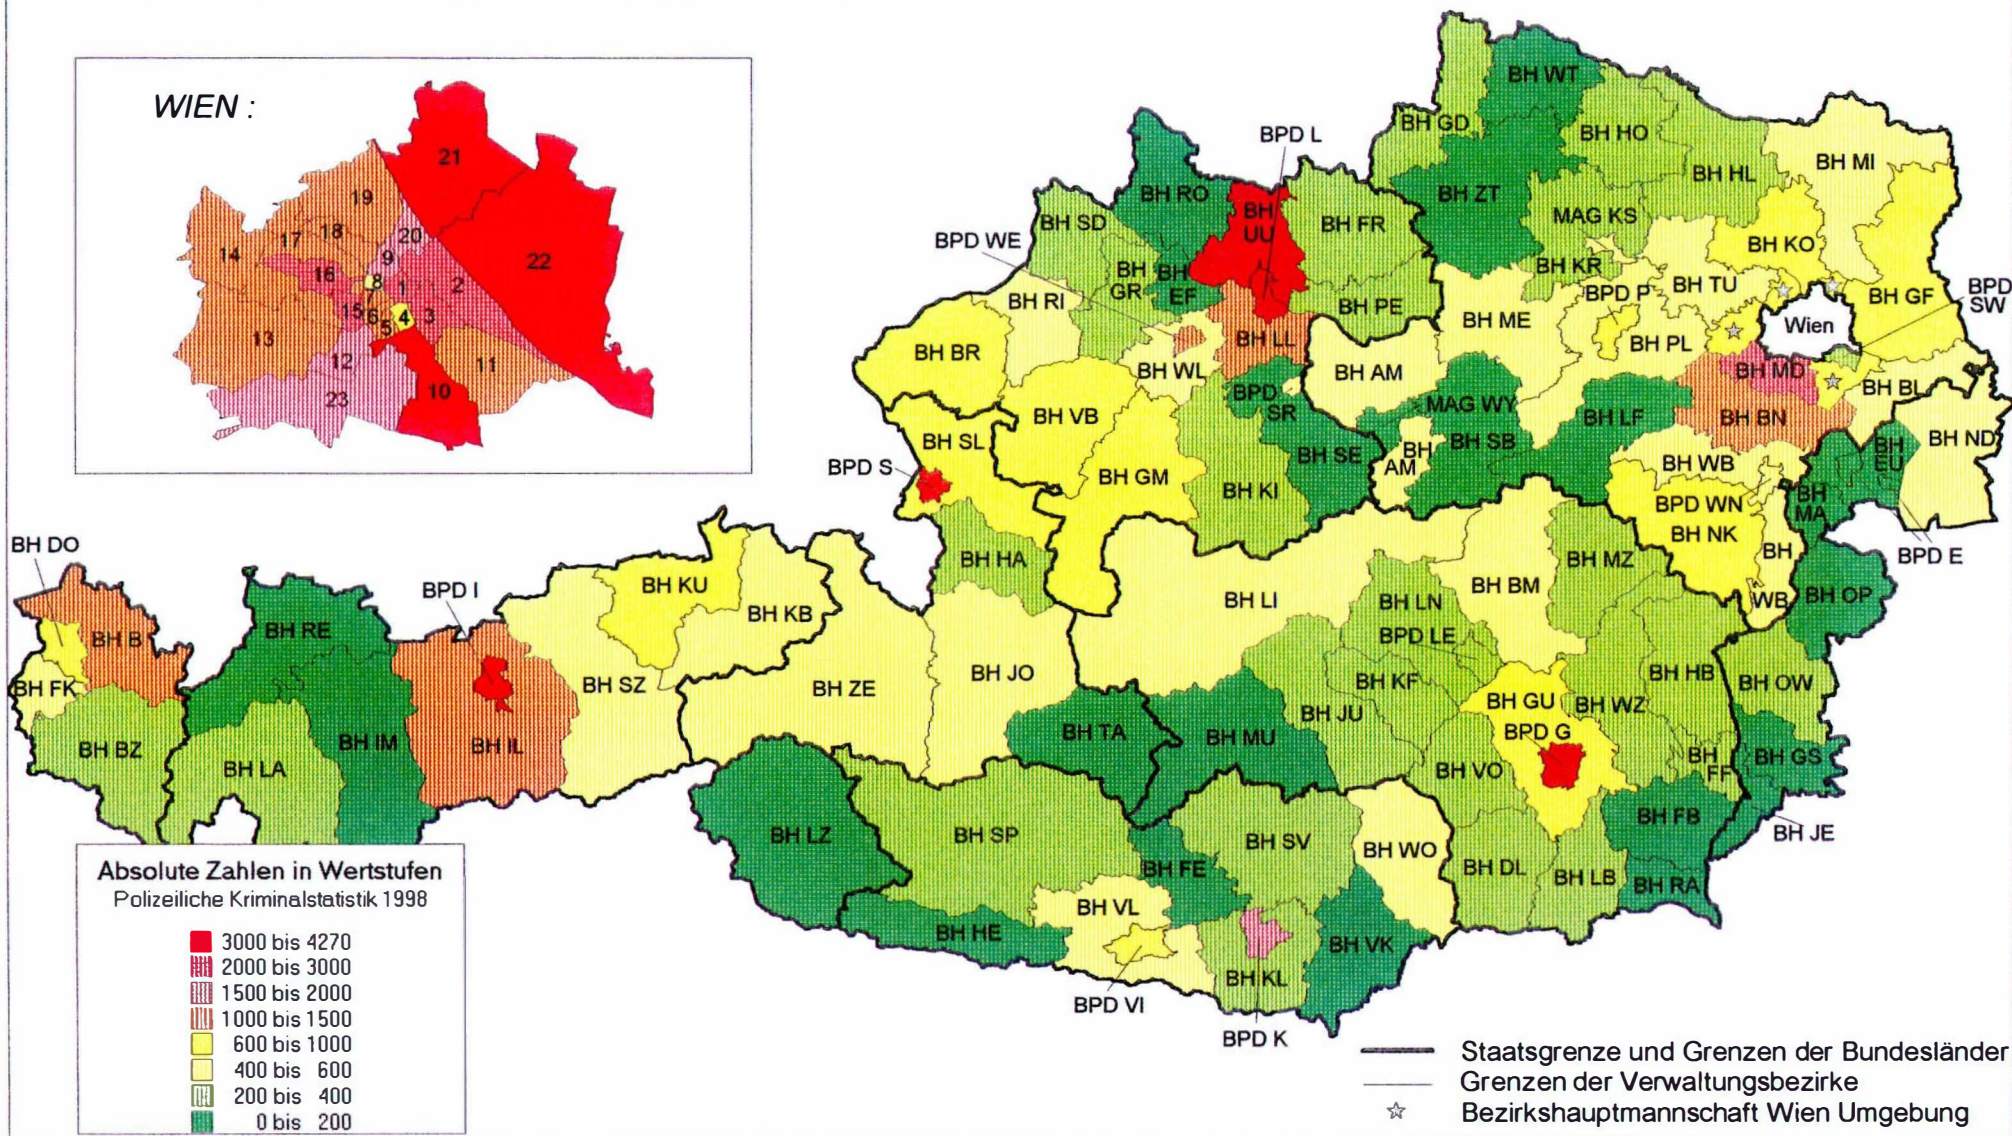 WIEN :
21
19
20
18
17
14
22
9
16
8
1
2
7
15
6
4
3
5
13
12
11
10
23
BH WT
BPD L
BH GD
BH HO
BH MI
BH HL
BH RO
BH ZT
BH
UU
BH FR
MAG KS
BH SD
BPD WE
BH KO
BH
GR
BH
EF
BH KR
BH TU
BPD
SW
BH RI
BPD P
BH GF
BH PE
BH ME
Wien
BH LL
BH PL
BH BR
BH WL
BH AM
BH MD
BH BL
BPD
SR
MAG WY
BH VB
BH LF
BH BN
BH SL
BH SB
BH ND
BH SE
BH
AM
BH
EU
BPD S
BH WB
BH GM
BH KI
BPD WN
BH
MA
BH NK
BH DO
BH HA
BH MZ
BH
WB
BPD E
BPD I
BH KU
BH BM
BH KB
BH LI
BH LN
BH OP
BH RE
BH B
BPD LE
BH FK
BH SZ
BH ZE
BH JO
BH KF
BH HB
BH OW
BH GU
BH WZ
BH JU
BH BZ
BH IM
BH IL
BH TA
BH MU
BPD G
BH LA
BH VO
BH
FF
BH GS
BH LZ
BH SP
BH SV
BH WO
BH FB
BH JE
BH FE
BH DL
BH LB
BH RA
BH VL
BH HE
BH VK
BH KL
BPD VI
BPD K
Absolute Zahlen in Wertstufen
Polizeiliche Kriminalstatistik 1998
3000 bis 4270
2000 bis 3000
1500 bis 2000
1000 bis 1500
600 bis 1000
400 bis 600
200 bis 400
0 bis 200
Staatsgrenze und Grenzen der Bundesländer
Grenzen der Verwaltungsbezirke
Bezirkshauptmannschaft Wien Umgebung